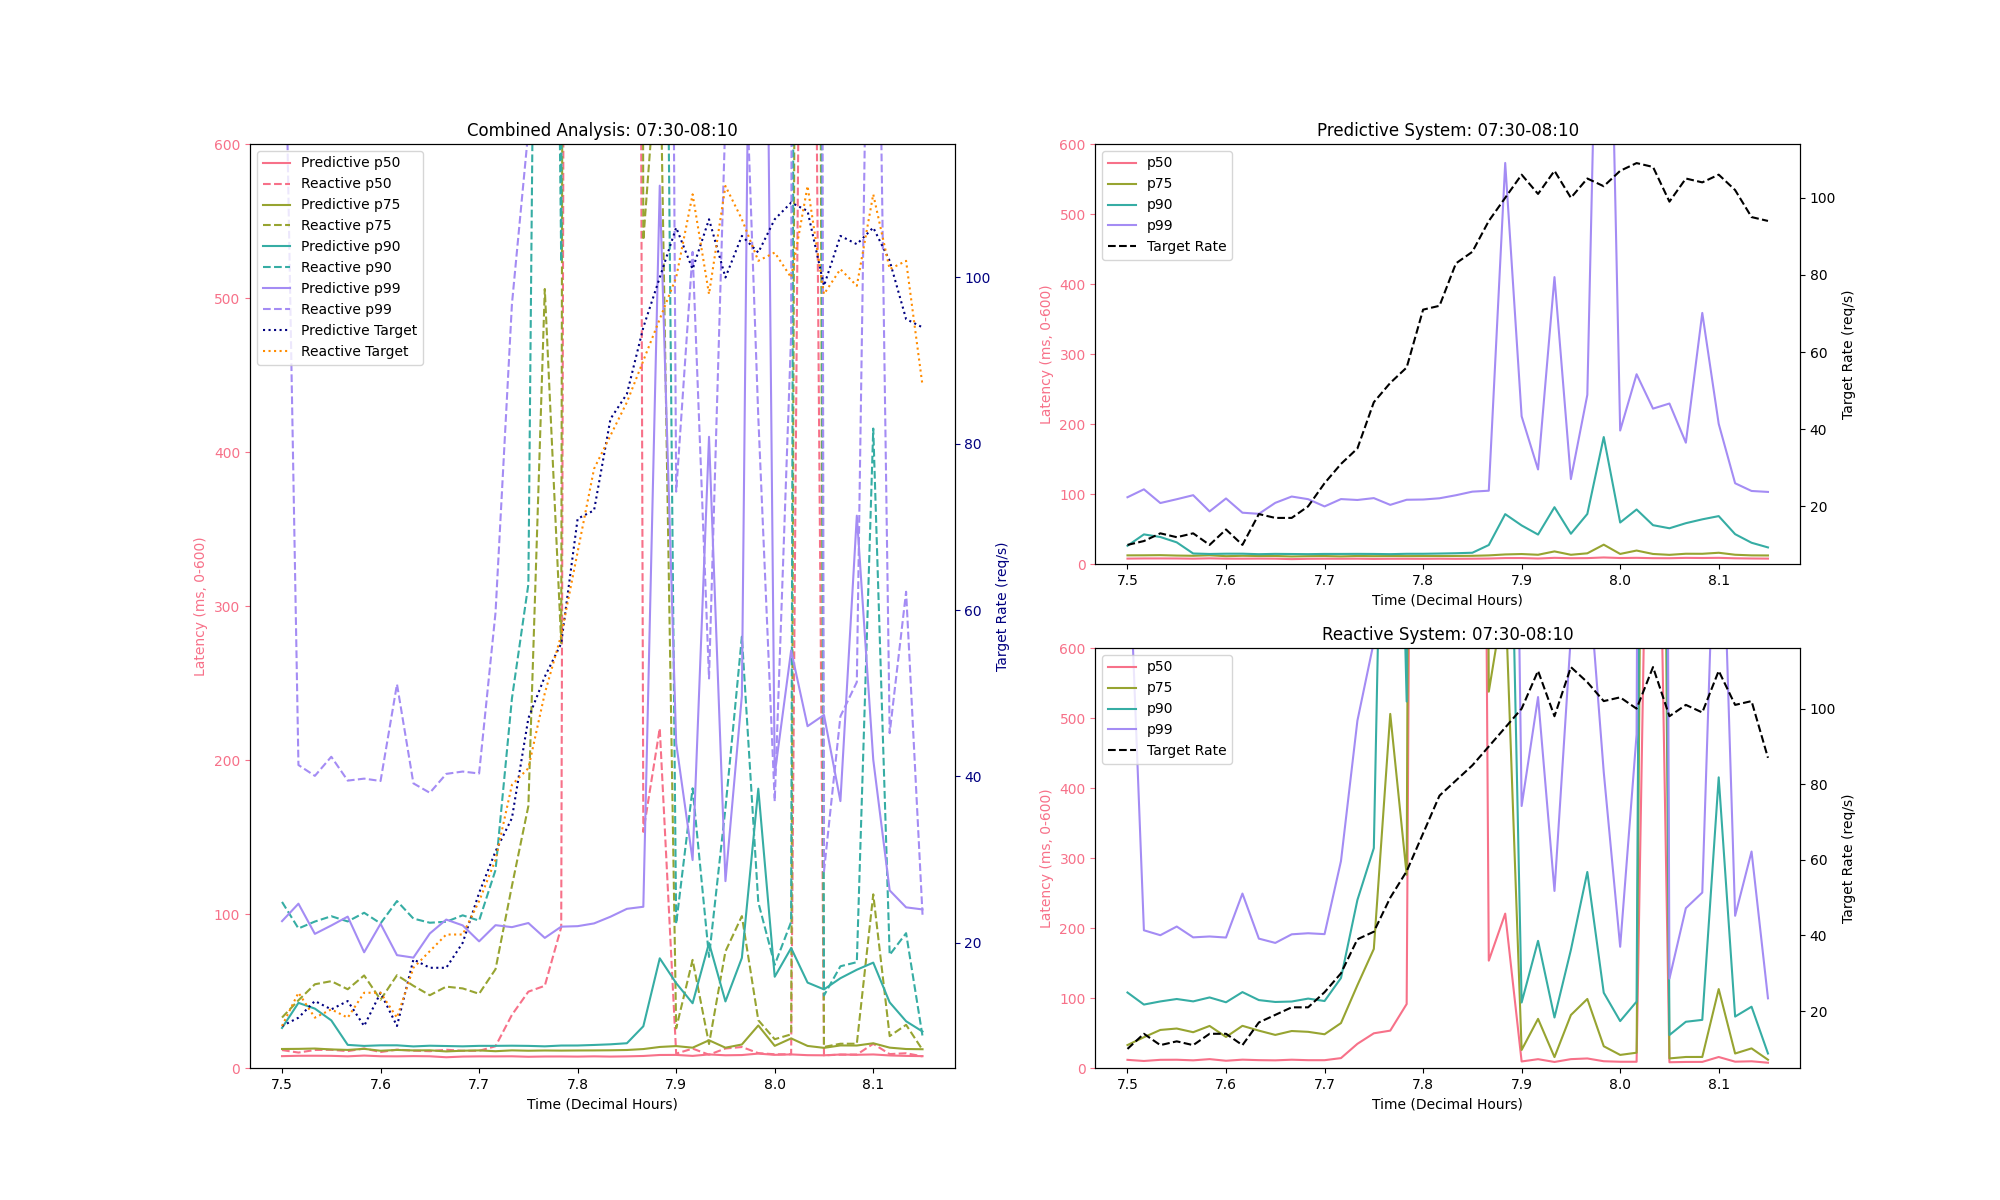 Combined Analysis: 07:30-08:10
Predictive p50
Reactive p50
Predictive p75
Reactive p75
Predictive p90
Reactive p90
Predictive p99
Reactive p99
Predictive Target
Reactive Target
600
500
400
300
200
100
0
Latency (ms, 0-600)
7.5 7.6 7.7 7.8 7.9 8.0 8.1
Time (Decimal Hours)
100
80
60
40
20
Target Rate (req/s)
Predictive System: 07:30-08:10
p50
p75
p90
p99
Target Rate
600
500
400
300
200
100
0
Latency (ms, 0-600)
7.5 7.6 7.7 7.8 7.9 8.0 8.1
Time (Decimal Hours)
100
80
60
40
20
Target Rate (req/s)
Reactive System: 07:30-08:10
p50
p75
p90
p99
Target Rate
600
500
400
300
200
100
0
Latency (ms, 0-600)
7.5 7.6 7.7 7.8 7.9 8.0 8.1
Time (Decimal Hours)
100
80
60
40
20
Target Rate (req/s)